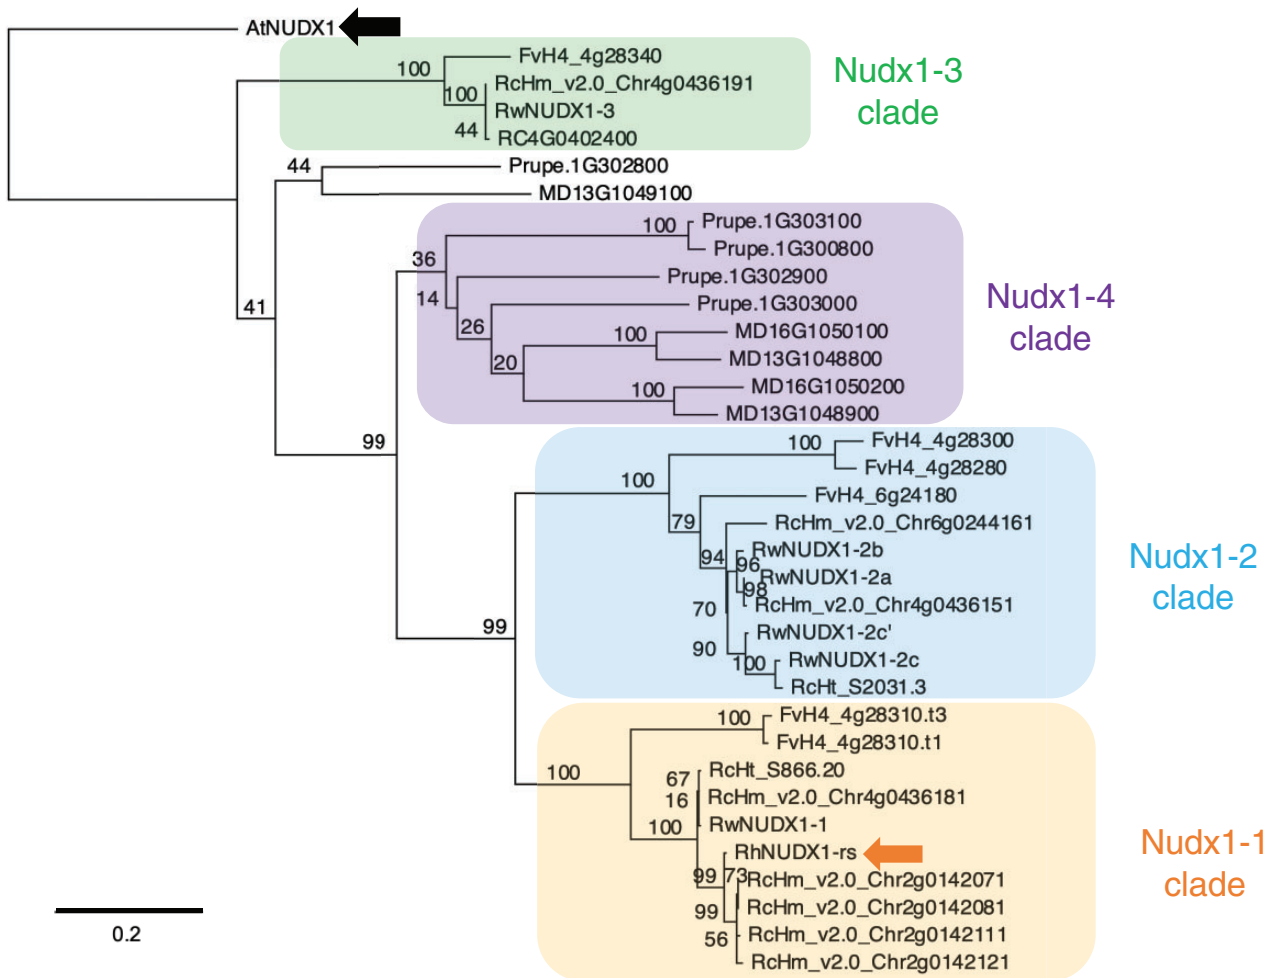 AtNUDX1
FvH4_4g28340
100
RcHm_v2.0_Chr4g0436191
100
RwNUDX1-3
44
RC4G0402400
Nudx1-3
clade
44
Prupe.1G302800
MD13G1049100
100
Prupe.1G303100
Prupe.1G300800
36
Prupe.1G302900
14
Prupe.1G303000
26
100
MD16G1050100
20
MD13G1048800
100
MD16G1050200
MD13G1048900
Nudx1-4
clade
41
99
100
FvH4_4g28300
FvH4_4g28280
100
FvH4_6g24180
79
RcHm_v2.0_Chr6g0244161
94
RwNUDX1-2b
96
RwNUDX1-2a
98
RcHm_v2.0_Chr4g0436151
70
RwNUDX1-2c'
90
100
RwNUDX1-2c
RcHt_S2031.3
Nudx1-2
clade
99
100
FvH4_4g28310.t3
FvH4_4g28310.t1
100
67
RcHt_S866.20
16
RcHm_v2.0_Chr4g0436181
100
RwNUDX1-1
RhNUDX1-rs
99
73
RcHm_v2.0_Chr2g0142071
99
RcHm_v2.0_Chr2g0142081
56
RcHm_v2.0_Chr2g0142111
RcHm_v2.0_Chr2g0142121
Nudx1-1
clade
0.2